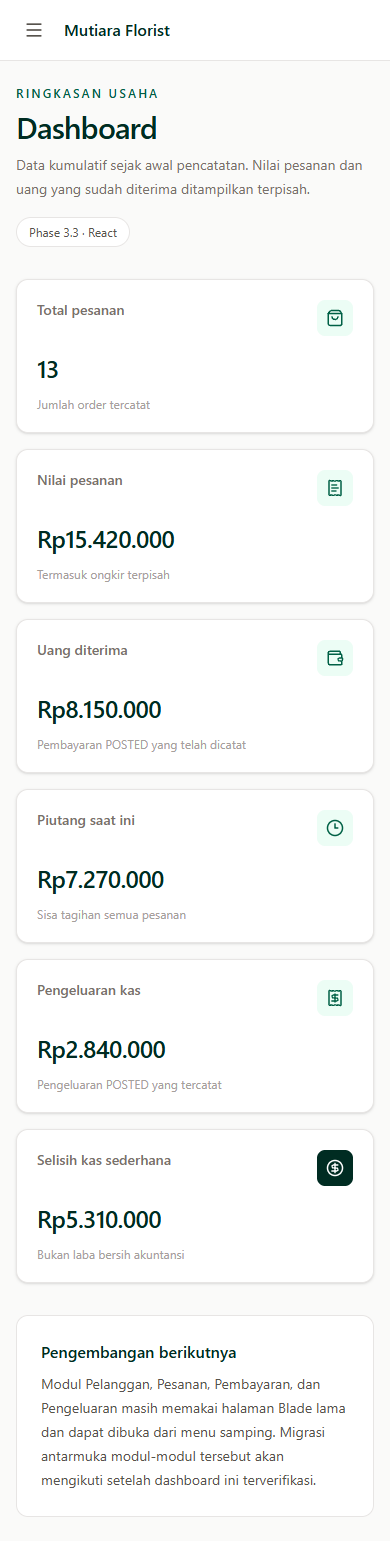 Mutiara Florist
RINGKASAN USAHA
Dashboard
Data kumulatif sejak awal pencatatan. Nilai pesanan dan
uang yang sudah diterima ditampilkan terpisah.
Phase 3.3 · React
Total pesanan
13
Jumlah order tercatat
Nilai pesanan
Rp15.420.000
Termasuk ongkir terpisah
Uang diterima
Rp8.150.000
Pembayaran POSTED yang telah dicatat
Piutang saat ini
Rp7.270.000
Sisa tagihan semua pesanan
Pengeluaran kas
Rp2.840.000
Pengeluaran POSTED yang tercatat
Selisih kas sederhana
Rp5.310.000
Bukan laba bersih akuntansi
Pengembangan berikutnya
Modul Pelanggan, Pesanan, Pembayaran, dan
Pengeluaran masih memakai halaman Blade lama
dan dapat dibuka dari menu samping. Migrasi
antarmuka modul-modul tersebut akan
mengikuti setelah dashboard ini terverifikasi.